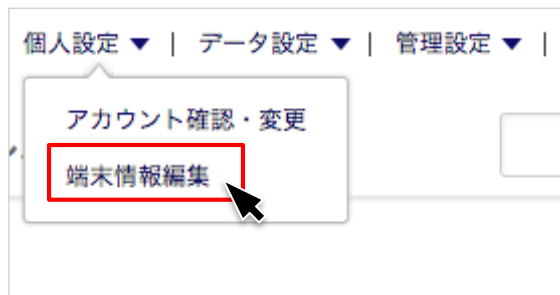 個人設定 ▼ | データ設定 ▼ | 管理設定 ▼ |
アカウント確認・変更
端末情報編集